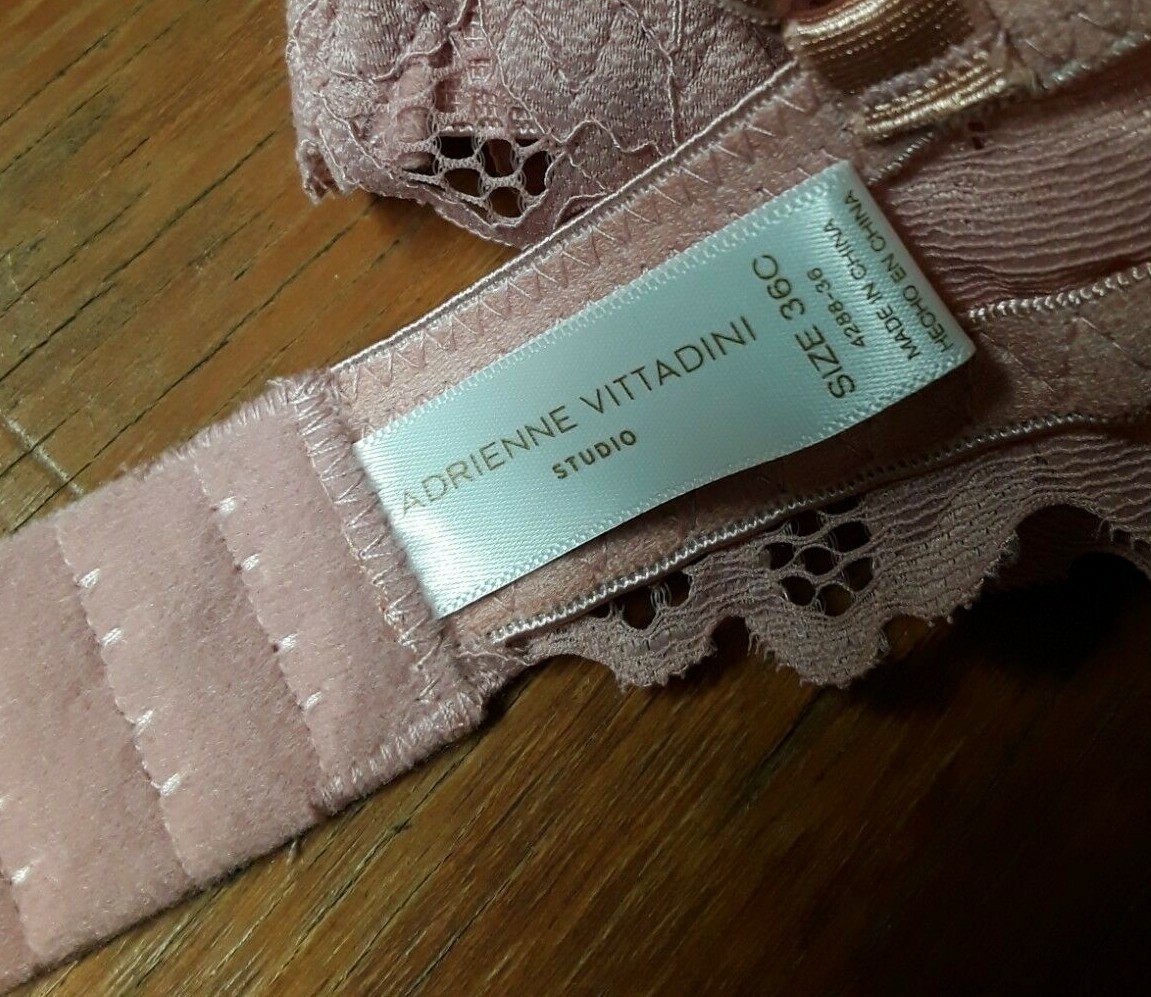 ADRIENNE VITTADINI
STUDIO
SIZE 36C
4288-36
MADE IN CHINA
HECHO EN CHINA